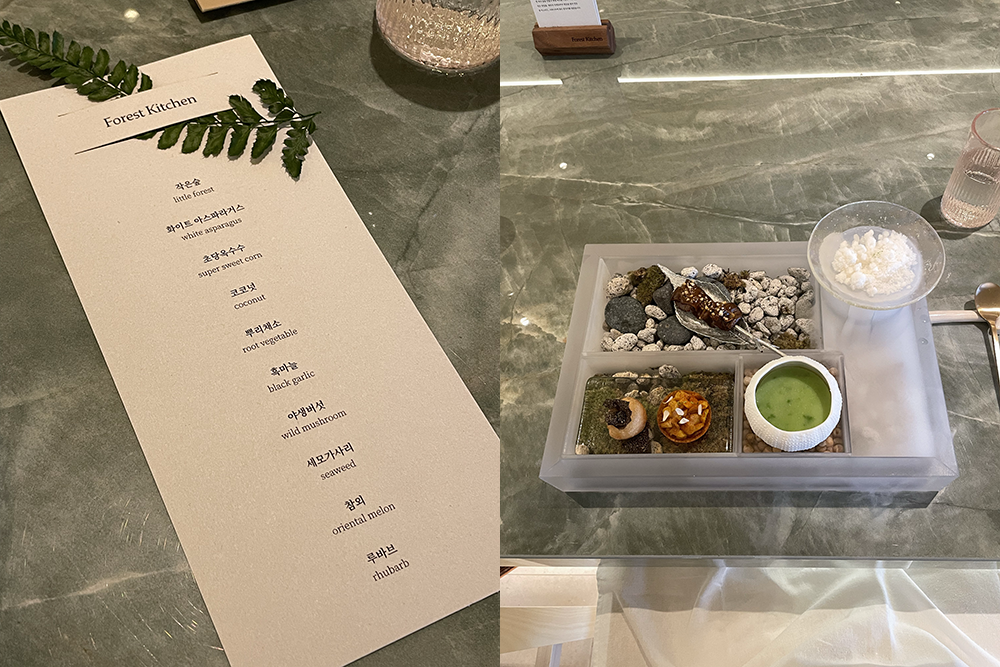 Forest Kitchen
작은숲
little forest
화이트 아스파라거스
white asparagus
초당옥수수
super sweet corn
코코넛
coconut
뿌리채소
root vegetable
흑마늘
black garlic
야생버섯
wild mushroom
세모가사리
seaweed
참외
oriental melon
루바브
rhubarb
Forest Kitchen